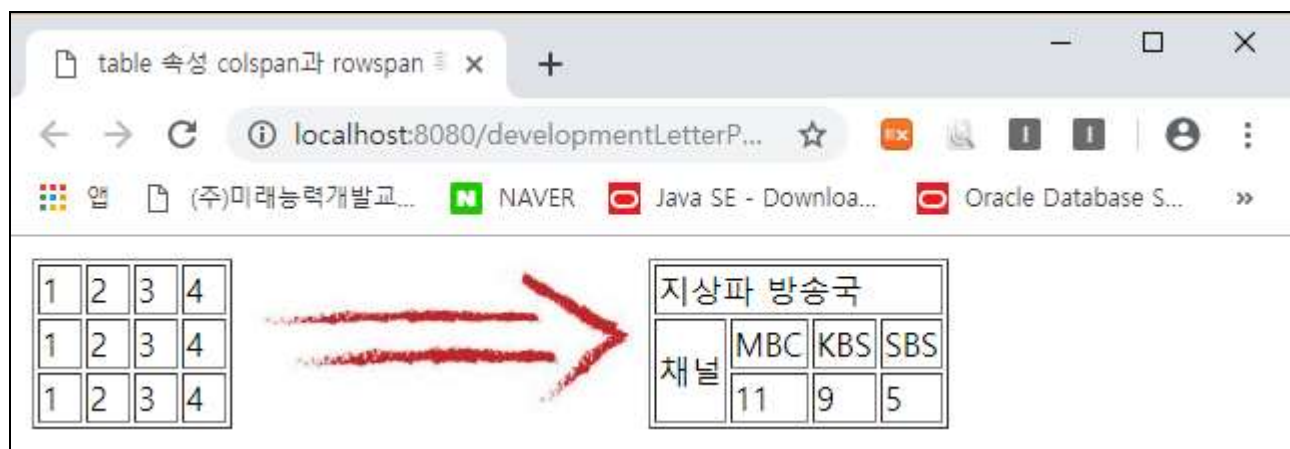 table 속성 colspan과 rowspan
localhost:8080/developmentLetterP...
앱 (주)미래능력개발교... NAVER Java SE - Downloa... Oracle Database S... »
1 2 3 4
1 2 3 4
1 2 3 4
지상파 방송국
채널 MBC KBS SBS
11 9 5